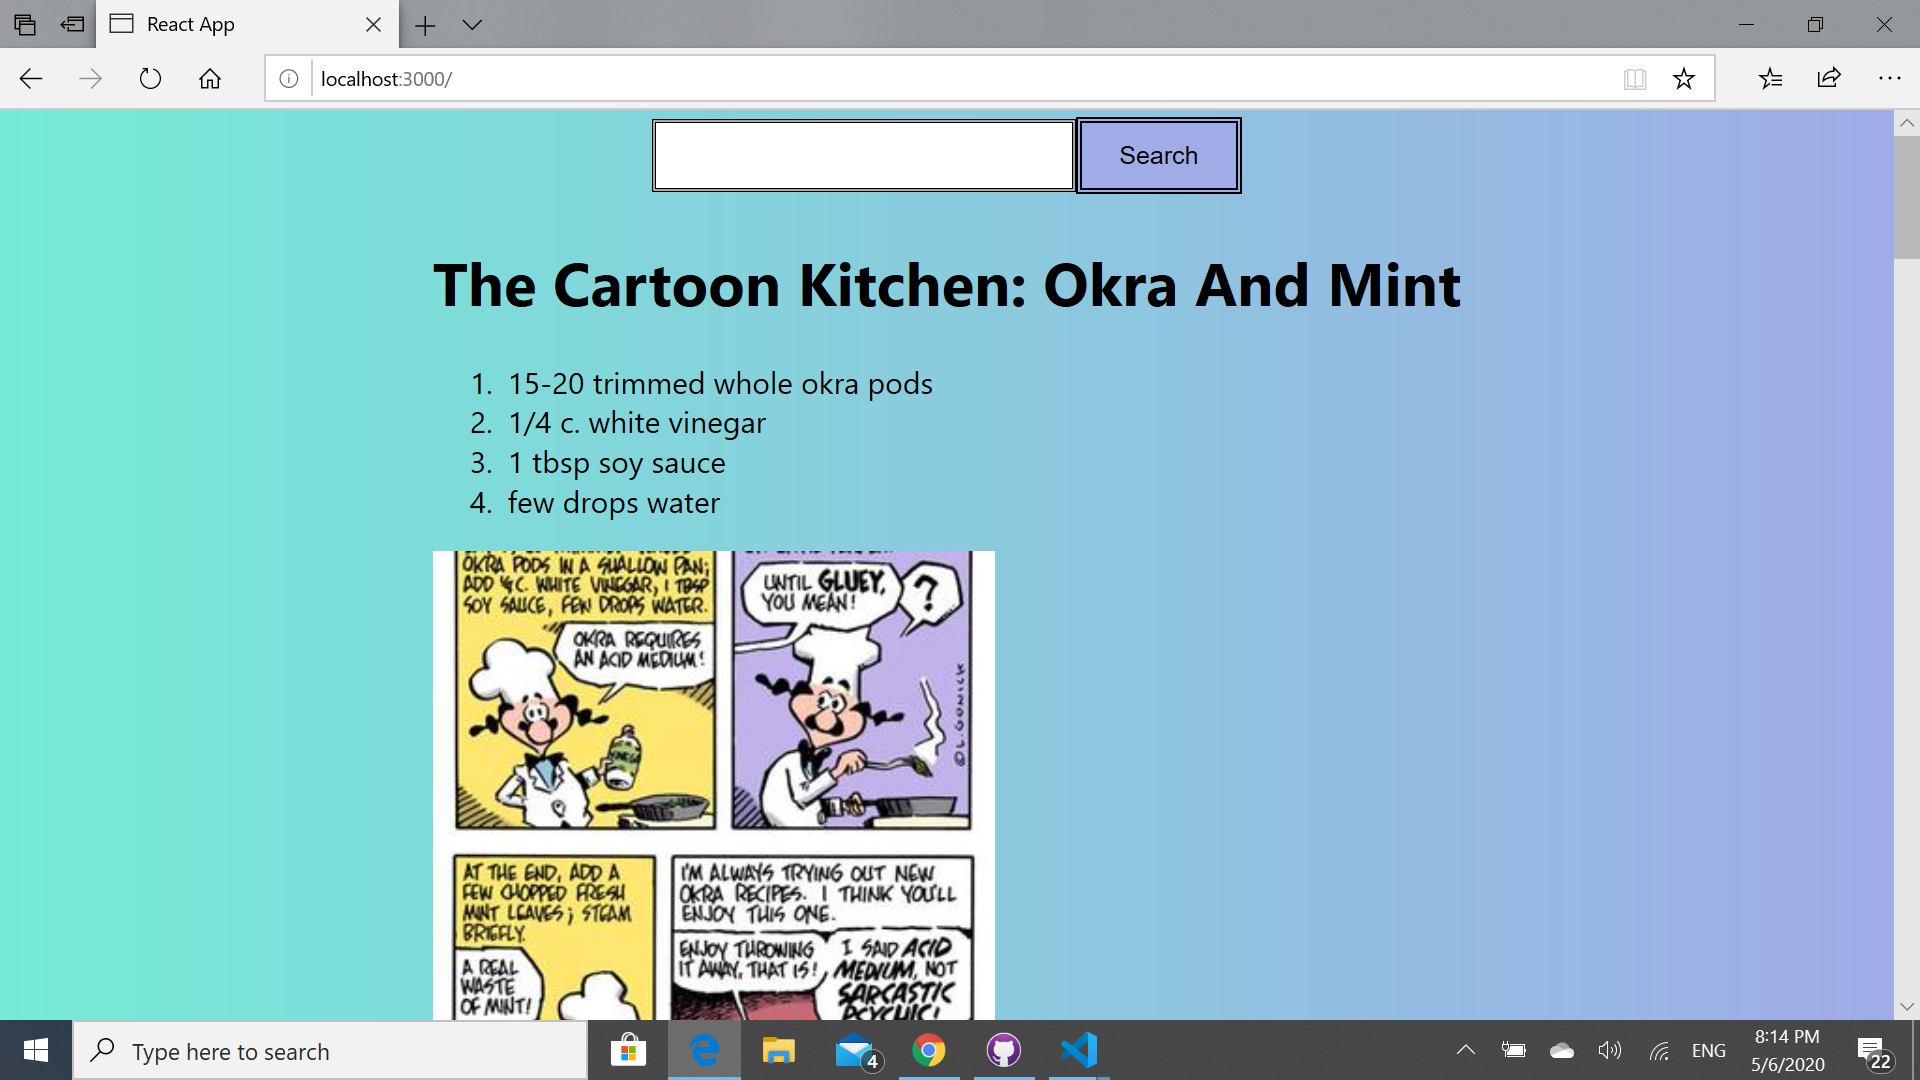 React App
localhost:3000/
Search
The Cartoon Kitchen: Okra And Mint
1. 15-20 trimmed whole okra pods
2. 1/4 c. white vinegar
3. 1 tbsp soy sauce
4. few drops water
OKRA PODS IN A SHALLOW PAN;
ADD ¼ C. WHITE VINEGAR, 1 TBSP
SOY SAUCE, FEW DROPS WATER.
OKRA REQUIRES
AN ACID MEDIUM!
VINEGAR
UNTIL GLUEY,
YOU MEAN!
?
©L.GONICK
AT THE END, ADD A
FEW CHOPPED FRESH
MINT LEAVES; STEAM
BRIEFLY.
A REAL
WASTE
OF MINT!
I'M ALWAYS TRYING OUT NEW
OKRA RECIPES. I THINK YOU'LL
ENJOY THIS ONE.
ENJOY THROWING
IT AWAY, THAT IS!
I SAID ACID
MEDIUM, NOT
SARCASTIC
PSYCHIC!
Type here to search
4
ENG
8:14 PM
5/6/2020
22